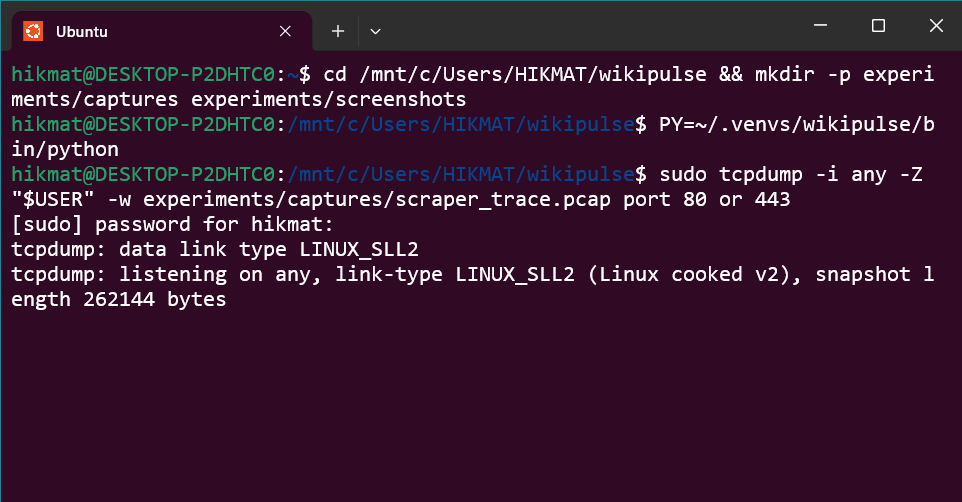 Ubuntu
hikmat@DESKTOP-P2DHTC0:~$ cd /mnt/c/Users/HIKMAT/wikipulse && mkdir -p experi
ments/captures experiments/screenshots
hikmat@DESKTOP-P2DHTC0:/mnt/c/Users/HIKMAT/wikipulse$ PY=~/.venvs/wikipulse/b
in/python
hikmat@DESKTOP-P2DHTC0:/mnt/c/Users/HIKMAT/wikipulse$ sudo tcpdump -i any -Z
"$USER" -w experiments/captures/scraper_trace.pcap port 80 or 443
[sudo] password for hikmat:
tcpdump: data link type LINUX_SLL2
tcpdump: listening on any, link-type LINUX_SLL2 (Linux cooked v2), snapshot l
ength 262144 bytes